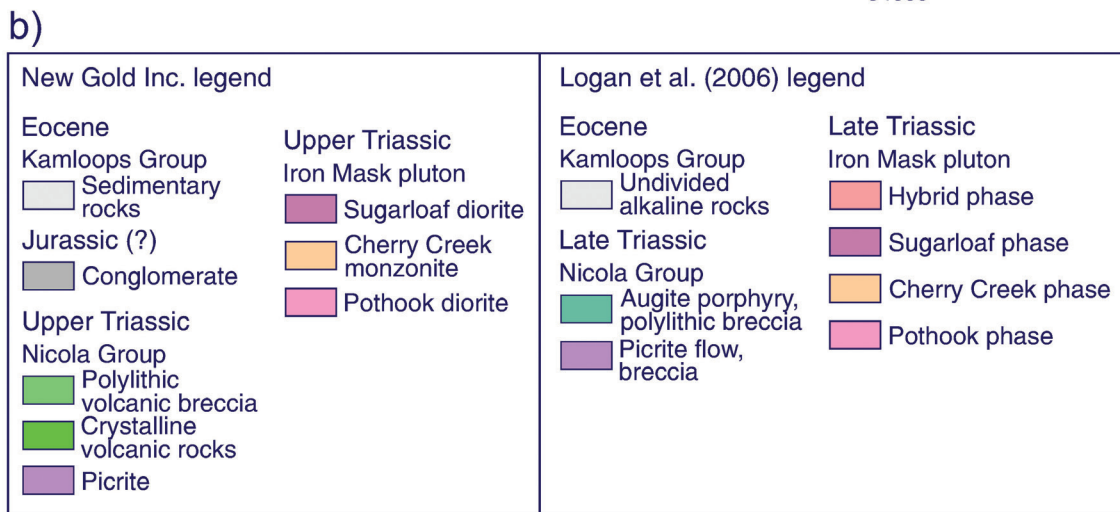 b)
New Gold Inc. legend
Eocene
Kamloops Group
Sedimentary
rocks
Jurassic (?)
Conglomerate
Upper Triassic
Nicola Group
Polylithic
volcanic breccia
Crystalline
volcanic rocks
Picrite
Upper Triassic
Iron Mask pluton
Sugarloaf diorite
Cherry Creek
monzonite
Pothook diorite
Logan et al. (2006) legend
Eocene
Kamloops Group
Undivided
alkaline rocks
Late Triassic
Nicola Group
Augite porphyry,
polylithic breccia
Picrite flow,
breccia
Late Triassic
Iron Mask pluton
Hybrid phase
Sugarloaf phase
Cherry Creek phase
Pothook phase